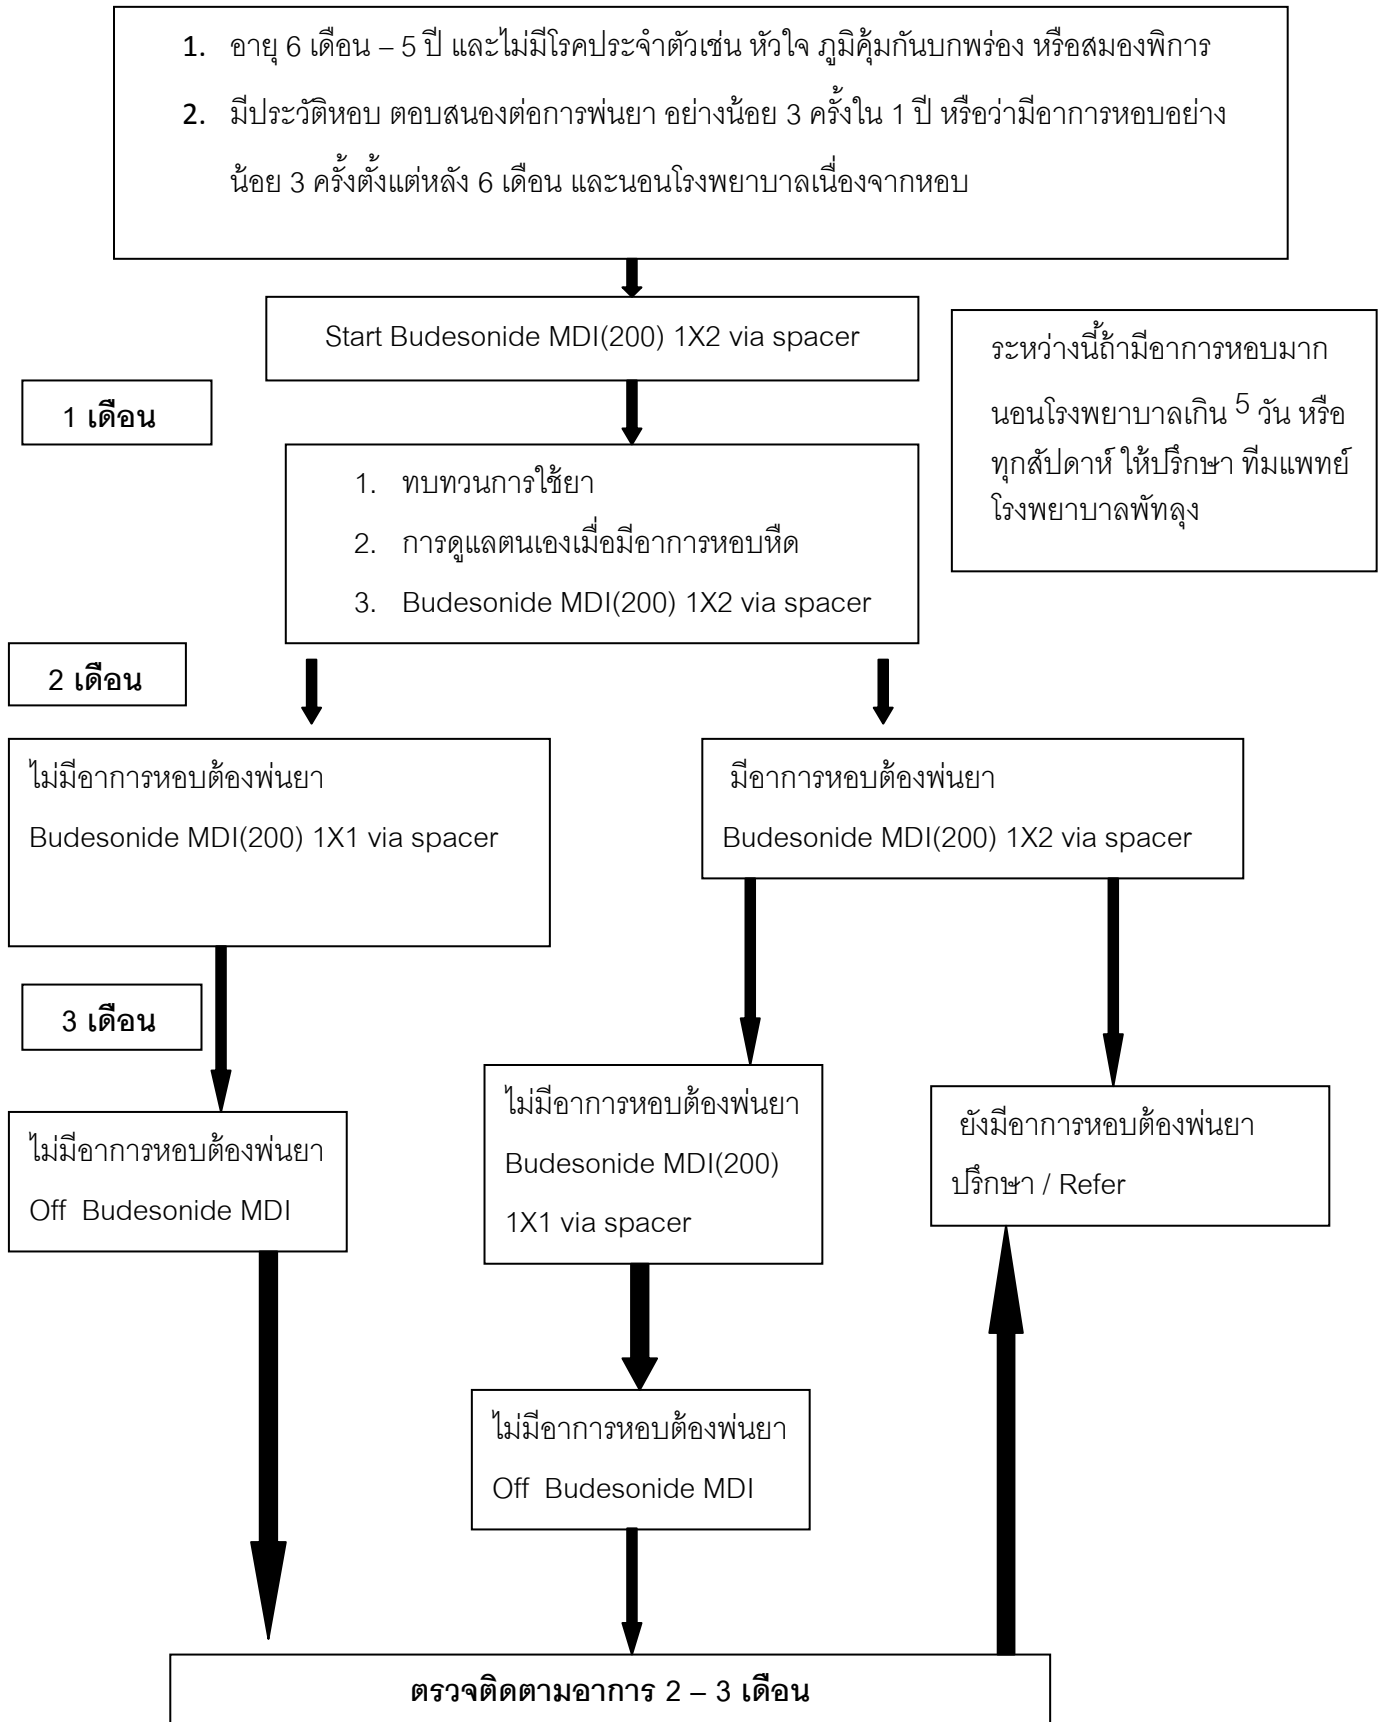 1. อายุ 6 เดือน – 5 ปี และไม่มีโรคประจำตัวเช่น หัวใจ ภูมิคุ้มกันบกพร่อง หรือสมองพิการ
2. มีประวัติหอบ ตอบสนองต่อการพ่นยา อย่างน้อย 3 ครั้งใน 1 ปี หรือว่ามีอาการหอบอย่าง
น้อย 3 ครั้งตั้งแต่หลัง 6 เดือน และนอนโรงพยาบาลเนื่องจากหอบ
Start Budesonide MDI(200) 1X2 via spacer
ระหว่างนี้ถ้ามีอาการหอบมาก
นอนโรงพยาบาลเกิน 5 วัน หรือ
ทุกสัปดาห์ ให้ปรึกษา ทีมแพทย์
โรงพยาบาลพัทลุง
1 เดือน
1. ทบทวนการใช้ยา
2. การดูแลตนเองเมื่อมีอาการหอบหืด
3. Budesonide MDI(200) 1X2 via spacer
2 เดือน
ไม่มีอาการหอบต้องพ่นยา
Budesonide MDI(200) 1X1 via spacer
มีอาการหอบต้องพ่นยา
Budesonide MDI(200) 1X2 via spacer
3 เดือน
ไม่มีอาการหอบต้องพ่นยา
Off Budesonide MDI
ไม่มีอาการหอบต้องพ่นยา
Budesonide MDI(200)
1X1 via spacer
ยังมีอาการหอบต้องพ่นยา
ปรึกษา / Refer
ไม่มีอาการหอบต้องพ่นยา
Off Budesonide MDI
ตรวจติดตามอาการ 2 – 3 เดือน